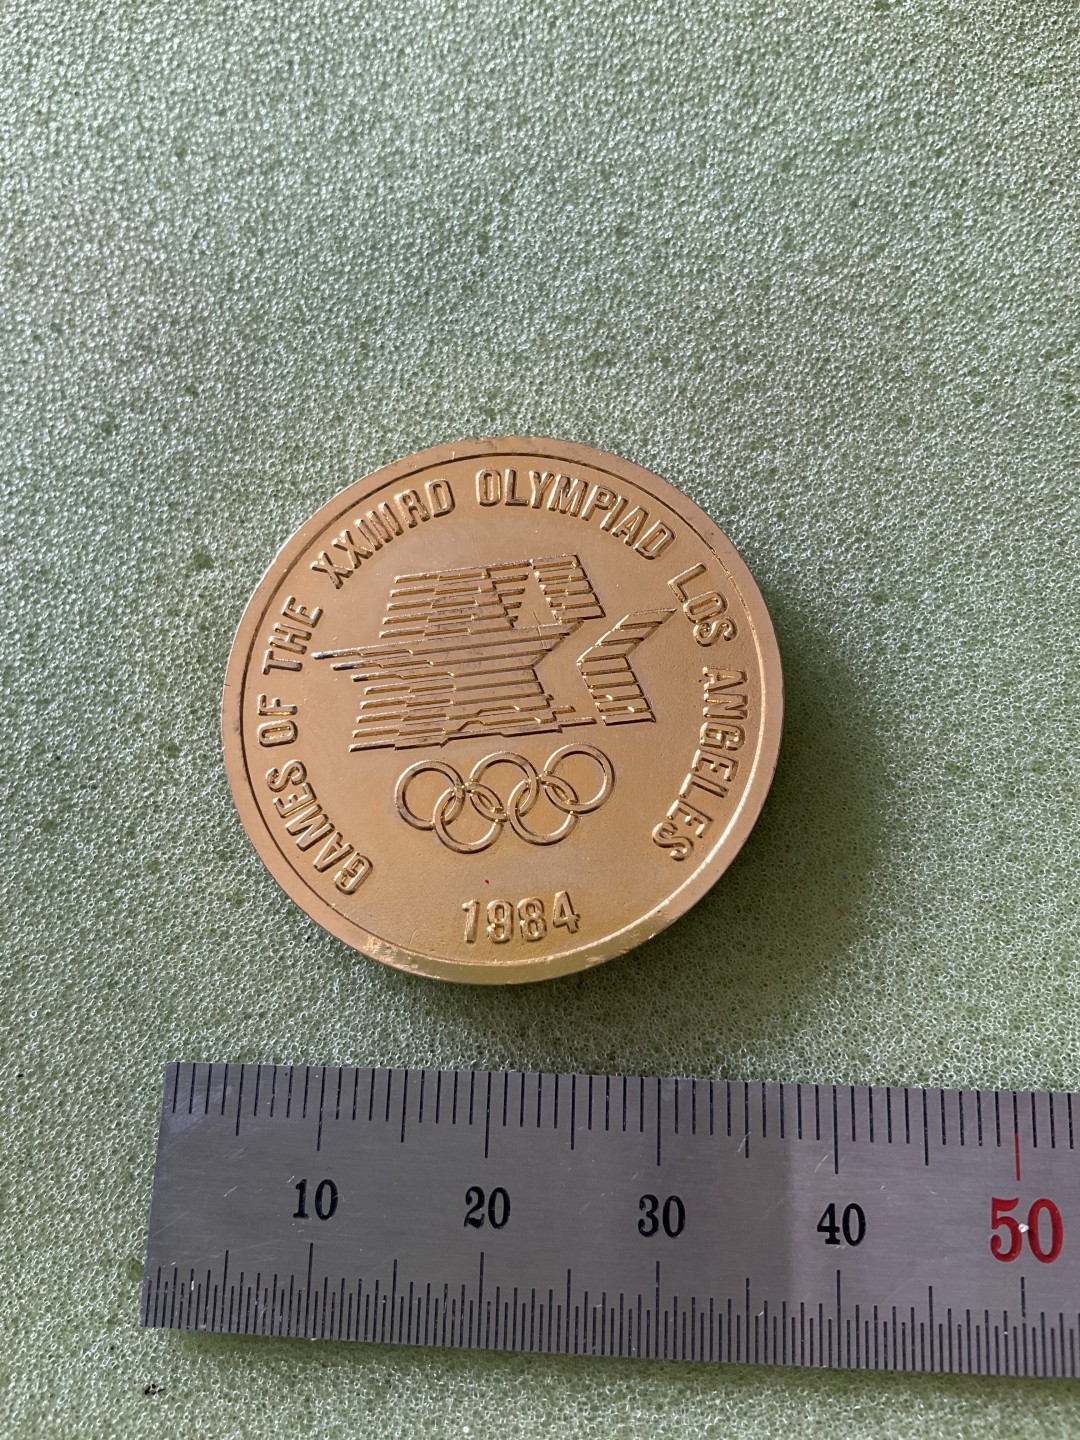 GAMES OF THE XXIIIRD OLYMPIAD LOS ANGELES
1984
10 20 30 40 50